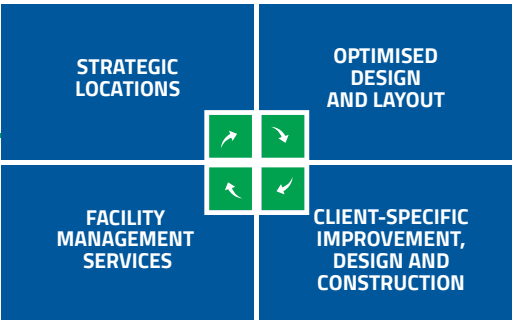 STRATEGIC
LOCATIONS
OPTIMISED
DESIGN
AND LAYOUT
FACILITY
MANAGEMENT
SERVICES
CLIENT-SPECIFIC
IMPROVEMENT,
DESIGN AND
CONSTRUCTION